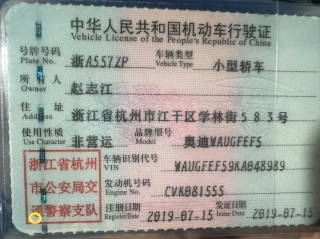 中华人民共和国机动车行驶证
Vehicle License of the People's Republic of China
号牌号码 浙A557ZP 车辆类型 小型轿车
Plate No. Vehicle Type
所有人 赵志江
Owner
住址 浙江省杭州市江干区学林街583号
Address
使用性质 非营运 品牌型号 奥迪WAUGFEF5
浙江省杭州
市公安局交
通警察支队
车辆识别代号 WAUGFEF59KA048989
VIN
发动机号码 CVK081555
Engine No.
注册日期 2019-07-15 发证日期 2019-07-15
Register Date Issue Date